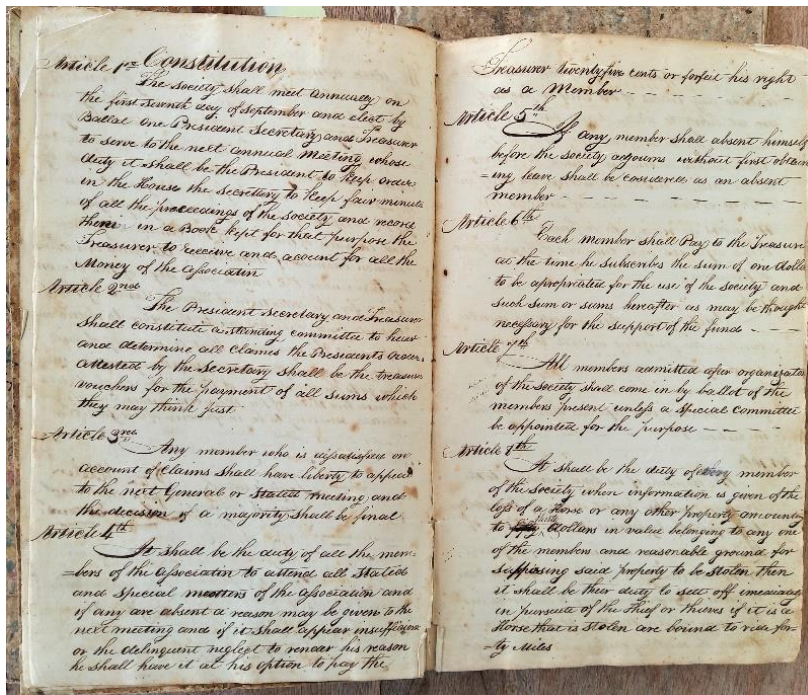 Article 1st Constitution
The society shall meet annually on
the first seventh day of september and elect by
Ballot one President Secretary and Treasurer
to serve to the next annual Meeting whose
duty it shall be the President to keep order
in the House the secretary to keep fair minutes
of all the proceedings of the society and record
them in a Book kept for that purpose the
Treasurer to receive and acount for all the
Money of the assosiatin
Article 2nd
The President secretary and Treasurer
shall constitute a standing committee to hear
and determin all claims the Presidents orders
attested by the Secretary shall be the treasurers
vouchers for the payment of all sums which
they may think just
Article 3rd
Any member who is disatisfied on
account of claims shall have liberty to appeal
to the next General or Stated meeting and
the decision of a majority shall be final
Article 4th
It shall be the duty of all the mem-
=bers of the assosiatin to attend all Stated
and special of the association and
if any are absent a reason may be given to the
next meeting and if it shall appear insufficient
or the delinquent neglect to render his reason
he shall have it at his option to pay the
Treasurer twenty five cents or forfeit his right
as a Member
Article 5th
If any member shall absent himself
before the society adjourns without first obtain
=ing leave shall be cosidered as an absent
member
Article 6th
Each member shall Pay to the Treasure
at the time he subscribes the sum of one dollar
to be apropriated for the use of the society and
such sum or sums hereafter as may be thought
necessary for the support of the fund
Article 7th
All members admitted after organization
of the society shall come in by ballot of the
members present unless a special committee
be appointed for the purpose
Article 7th
It shall be the duty of every member
of the society when information is given of the
loss of a Horse or any other property amounting
to dollars in value belonging to any one
of the members and reasonable ground for
supposing said property to be stolen then
it shall be their duty to sett off imediately
in pursute of the Thief or thieves if it is a
Horse that is stolen are bound to ride for-
=ty Miles